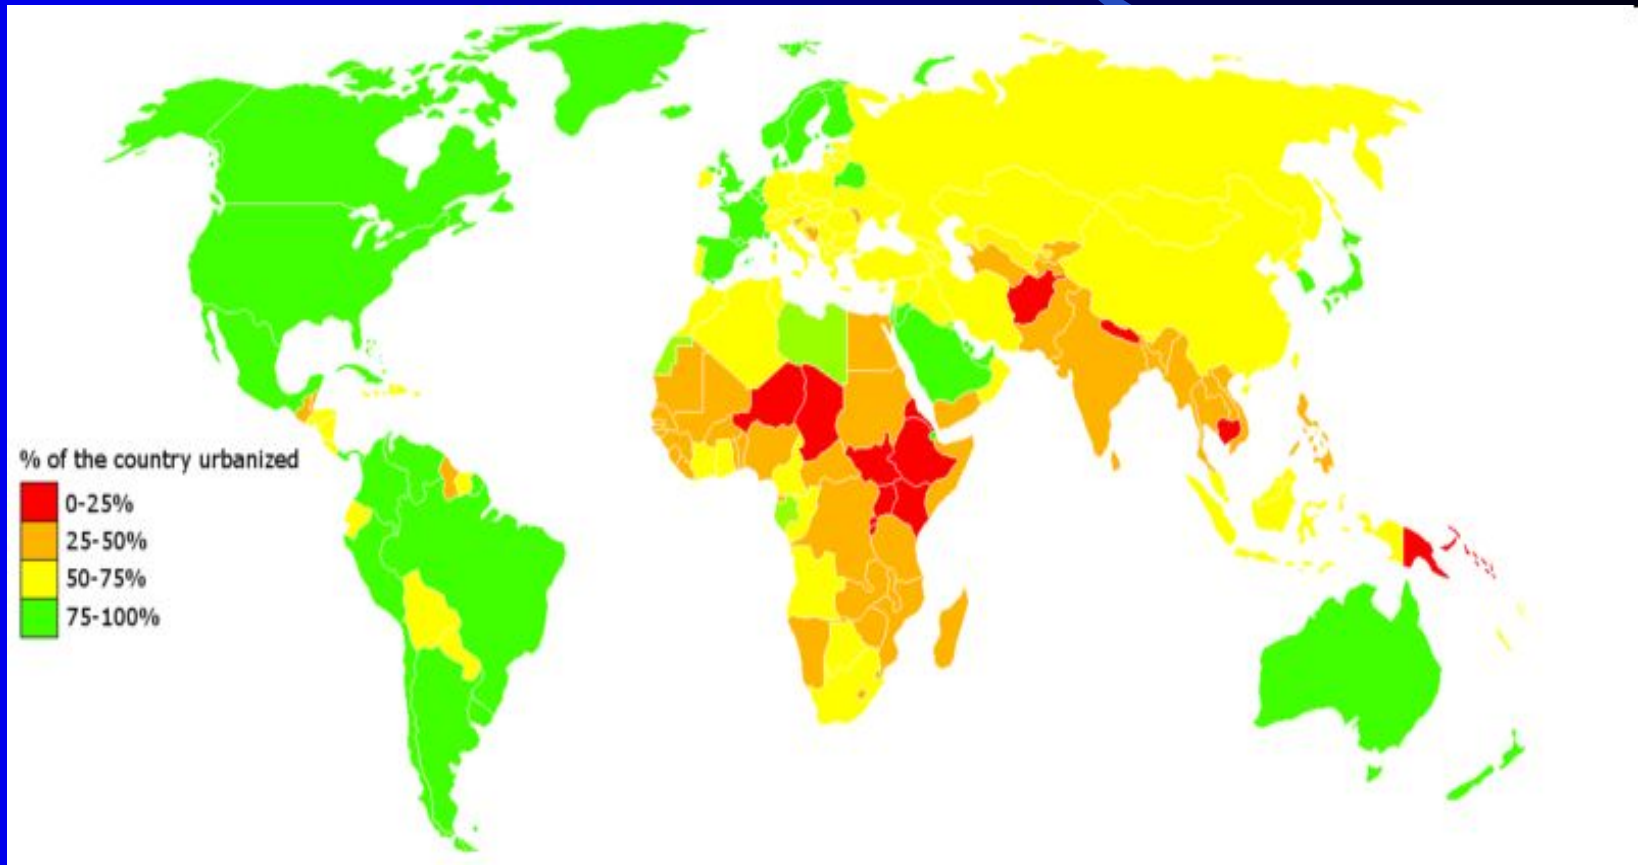 % of the country urbanized
0-25%
25-50%
50-75%
75-100%